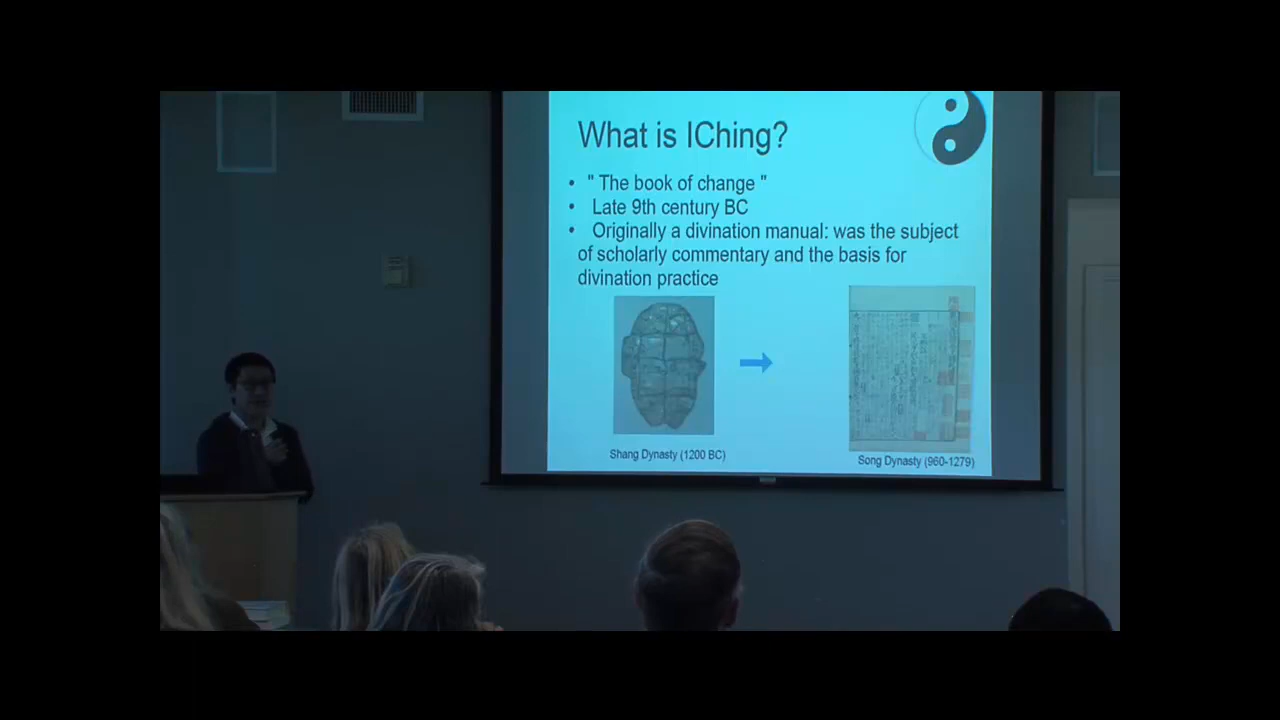 What is IChing?
• " The book of change "
• Late 9th century BC
• Originally a divination manual: was the subject
of scholarly commentary and the basis for
divination practice
Shang Dynasty (1200 BC)
Song Dynasty (960-1279)